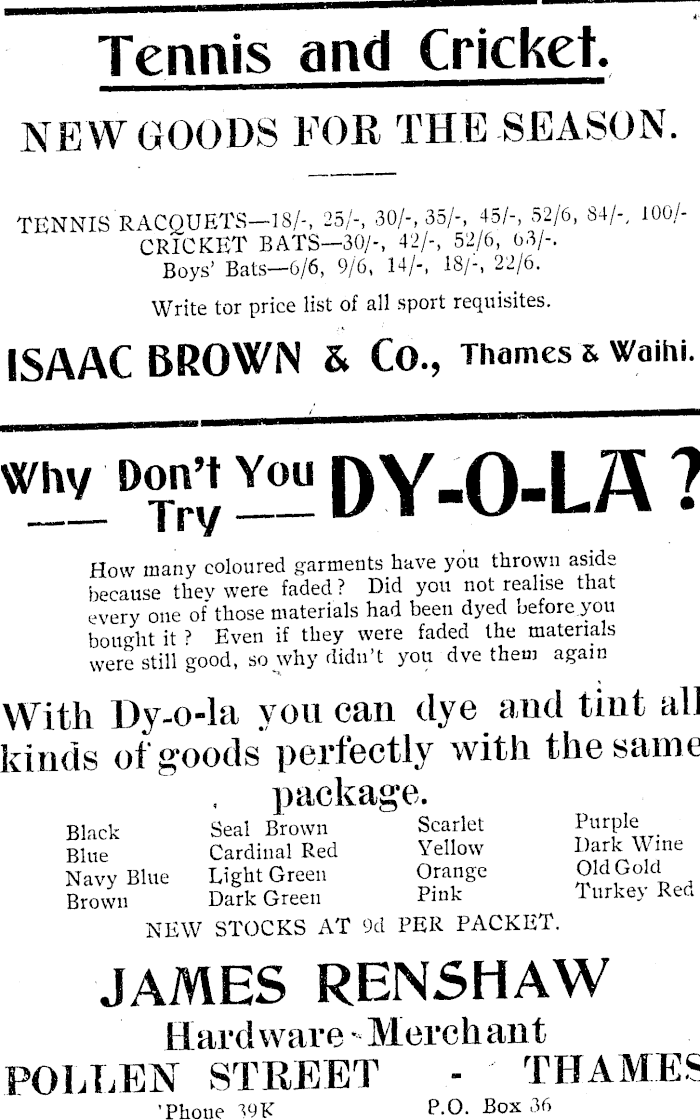 Tennis and Cricket.
NEW GOODS FOR THE SEASON.
TENNIS RACQUETS—18/-, 25/-, 30/-, 35/-, 45/-, 52/6, 84/-, 100/-
CRICKET BATS—30/-, 42/-, 52/6, 63/-.
Boys' Bats—6/6, 9/6, 14/-, 18/-, 22/6.
Write tor price list of all sport requisites.
ISAAC BROWN & Co., Thames & Waihi.
Why Don't You
—— Try ——
DY-O-LA?
How many coloured garments have you thrown aside
because they were faded? Did you not realise that
every one of those materials had been dyed before you
bought it? Even if they were faded the materials
were still good, so why didn't you dve them again
With Dy-o-la you can dye and tint all
kinds of goods perfectly with the same
package.
Black Seal Brown Scarlet Purple
Blue Cardinal Red Yellow Dark Wine
Navy Blue Light Green Orange Old Gold
Brown Dark Green Pink Turkey Red
NEW STOCKS AT 9d PER PACKET.
JAMES RENSHAW
Hardware-Merchant
POLLEN STREET - THAMES
'Phone 39K P.O. Box 36